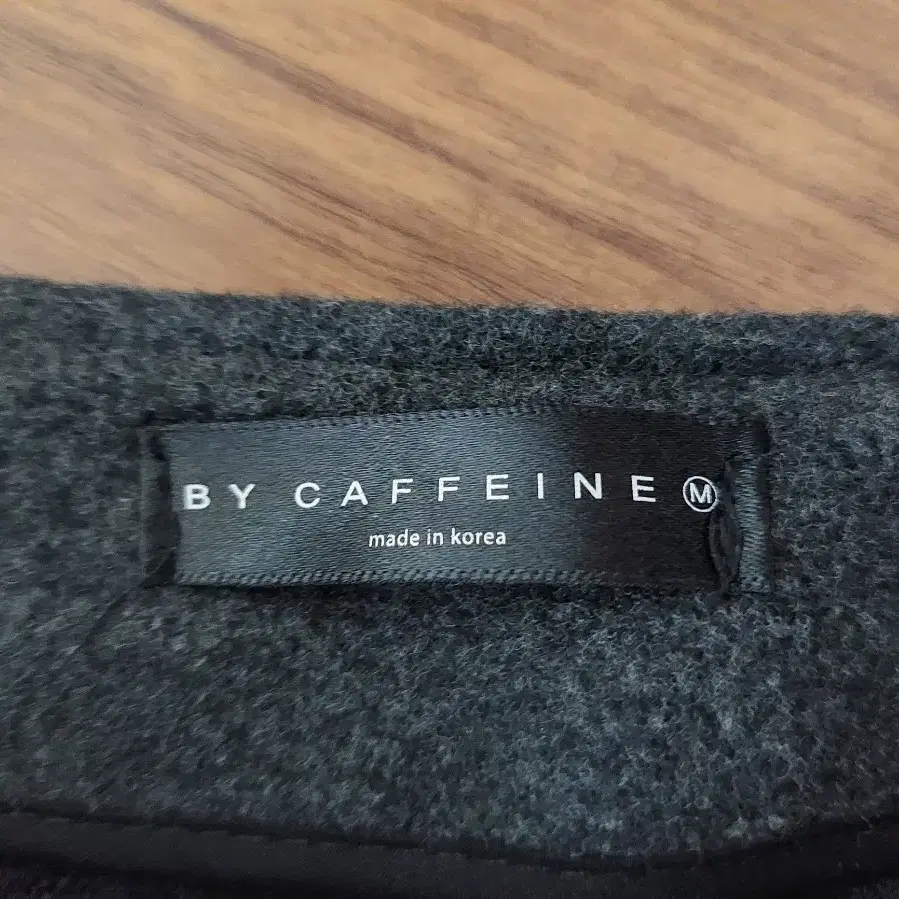 BY CAFFEINE Ⓜ
made in korea